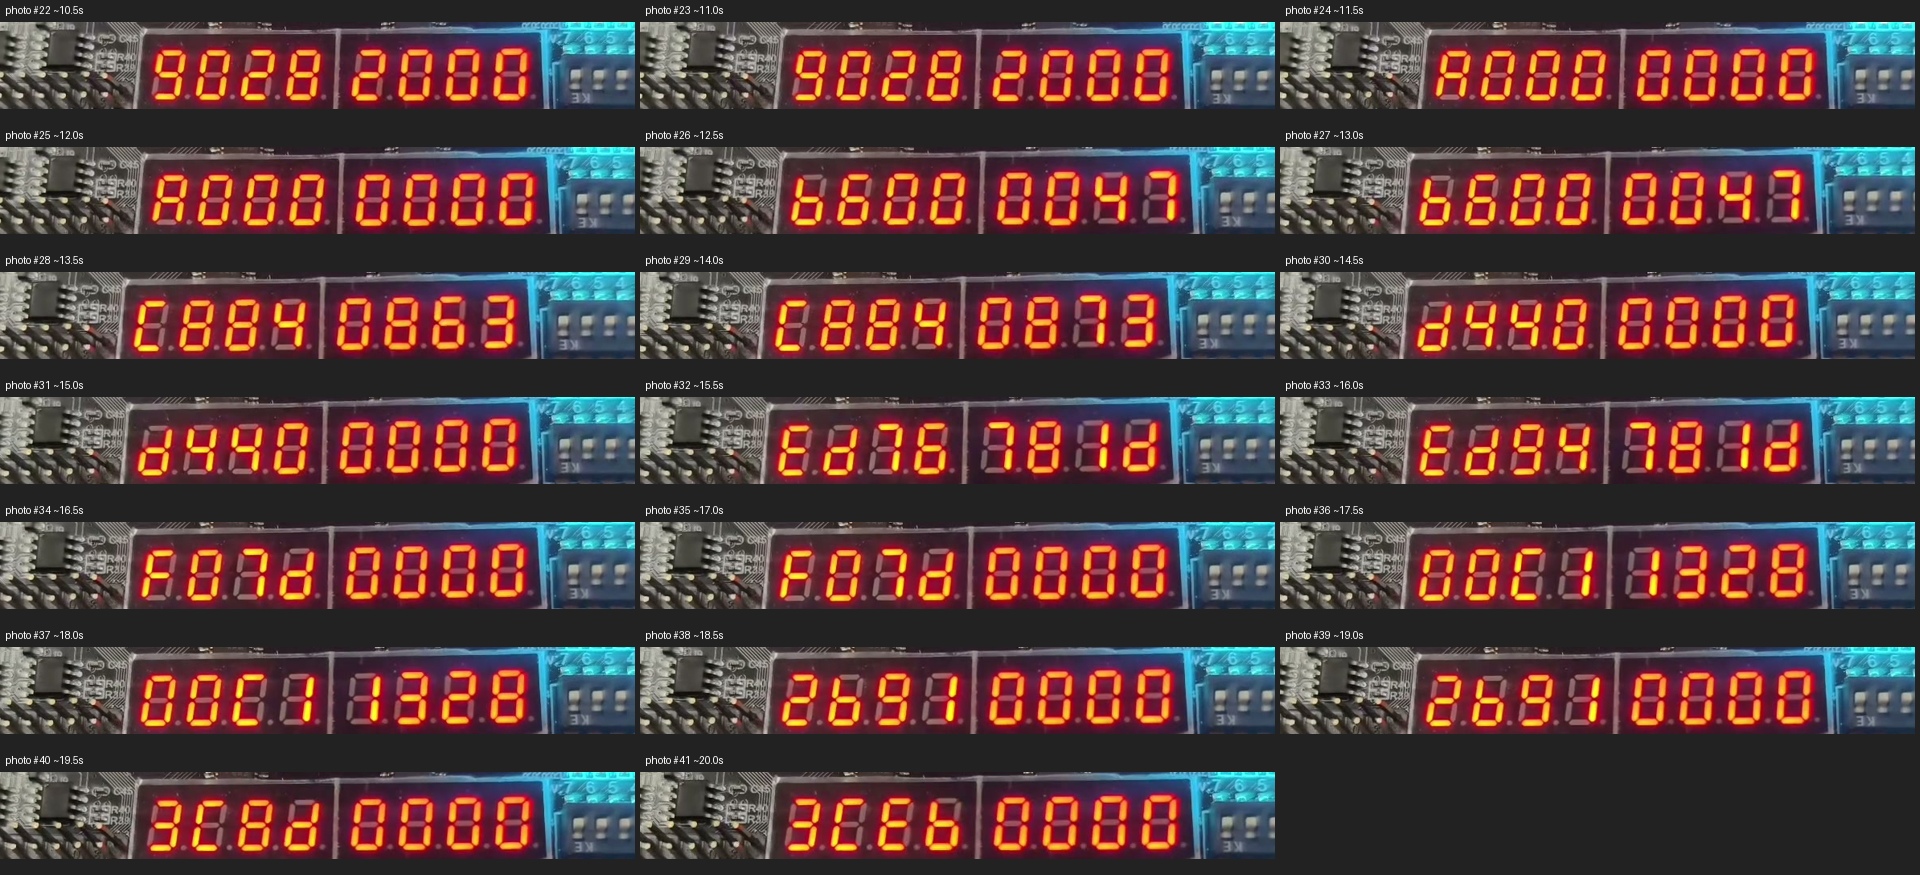 photo #22 ~10.5s
photo #23 ~11.0s
photo #24 ~11.5s
9028 2000
9028 2000
A000 0000
photo #25 ~12.0s
photo #26 ~12.5s
photo #27 ~13.0s
A000 0000
b600 0047
b600 0047
photo #28 ~13.5s
photo #29 ~14.0s
photo #30 ~14.5s
C884 0863
C884 0873
d440 0000
photo #31 ~15.0s
photo #32 ~15.5s
photo #33 ~16.0s
d440 0000
Ed76 781d
Ed94 781d
photo #34 ~16.5s
photo #35 ~17.0s
photo #36 ~17.5s
F07d 0000
F07d 0000
00C1 1328
photo #37 ~18.0s
photo #38 ~18.5s
photo #39 ~19.0s
00C1 1328
2b91 0000
2b91 0000
photo #40 ~19.5s
photo #41 ~20.0s
3C8d 0000
3CEb 0000